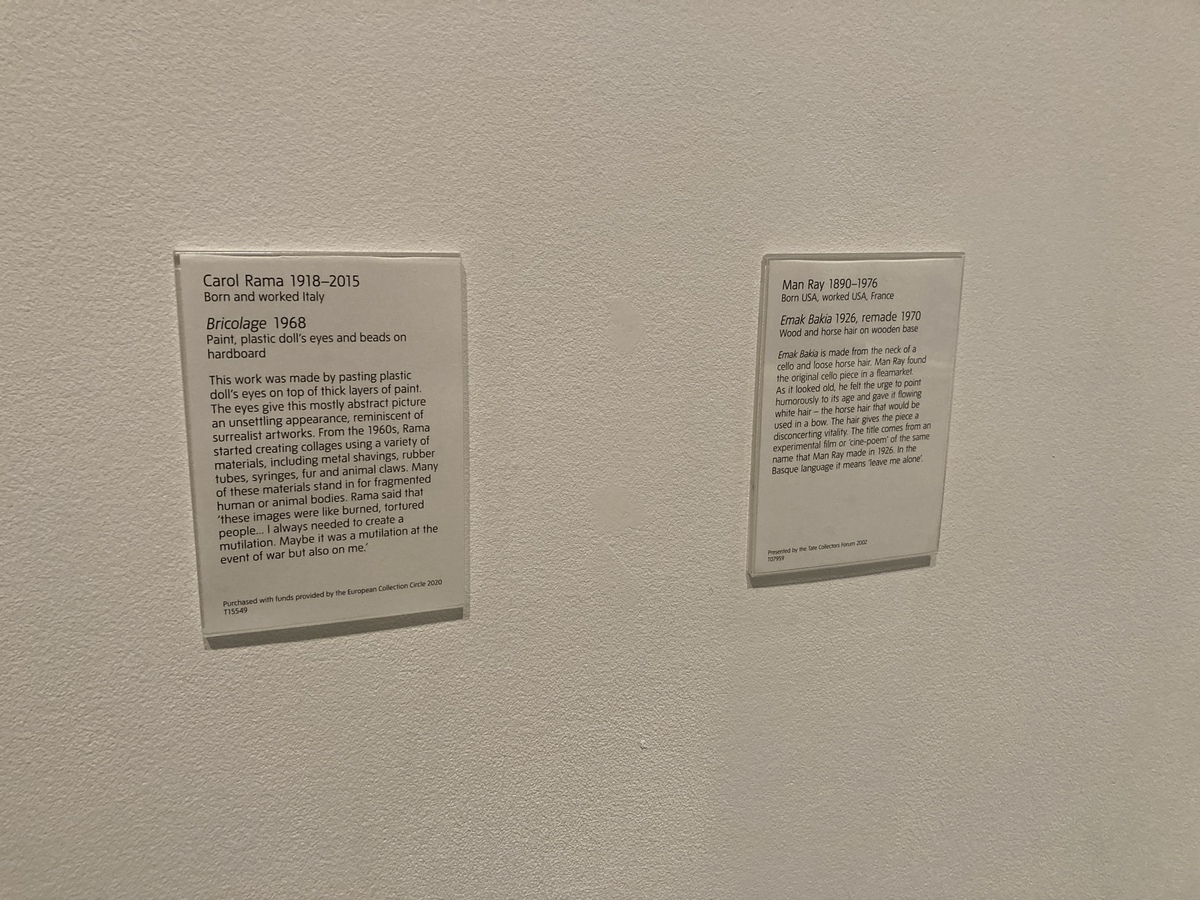 Carol Rama 1918–2015
Born and worked Italy
Bricolage 1968
Paint, plastic doll's eyes and beads on
hardboard
This work was made by pasting plastic
doll's eyes on top of thick layers of paint.
The eyes give this mostly abstract picture
an unsettling appearance, reminiscent of
surrealist artworks. From the 1960s, Rama
started creating collages using a variety of
materials, including metal shavings, rubber
tubes, syringes, fur and animal claws. Many
of these materials stand in for fragmented
human or animal bodies. Rama said that
'these images were like burned, tortured
people... I always needed to create a
mutilation. Maybe it was a mutilation at the
event of war but also on me.'
Purchased with funds provided by the European Collection Circle 2020
T15549
Man Ray 1890–1976
Born USA, worked USA, France
Emak Bakia 1926, remade 1970
Wood and horse hair on wooden base
Emak Bakia is made from the neck of a
cello and loose horse hair. Man Ray found
the original cello piece in a fleamarket.
As it looked old, he felt the urge to point
humorously to its age and gave it flowing
white hair – the horse hair that would be
used in a bow. The hair gives the piece a
disconcerting vitality. The title comes from an
experimental film or 'cine-poem' of the same
name that Man Ray made in 1926. In the
Basque language it means 'leave me alone'.
Presented by the Tate Collectors Forum 2002
T07959